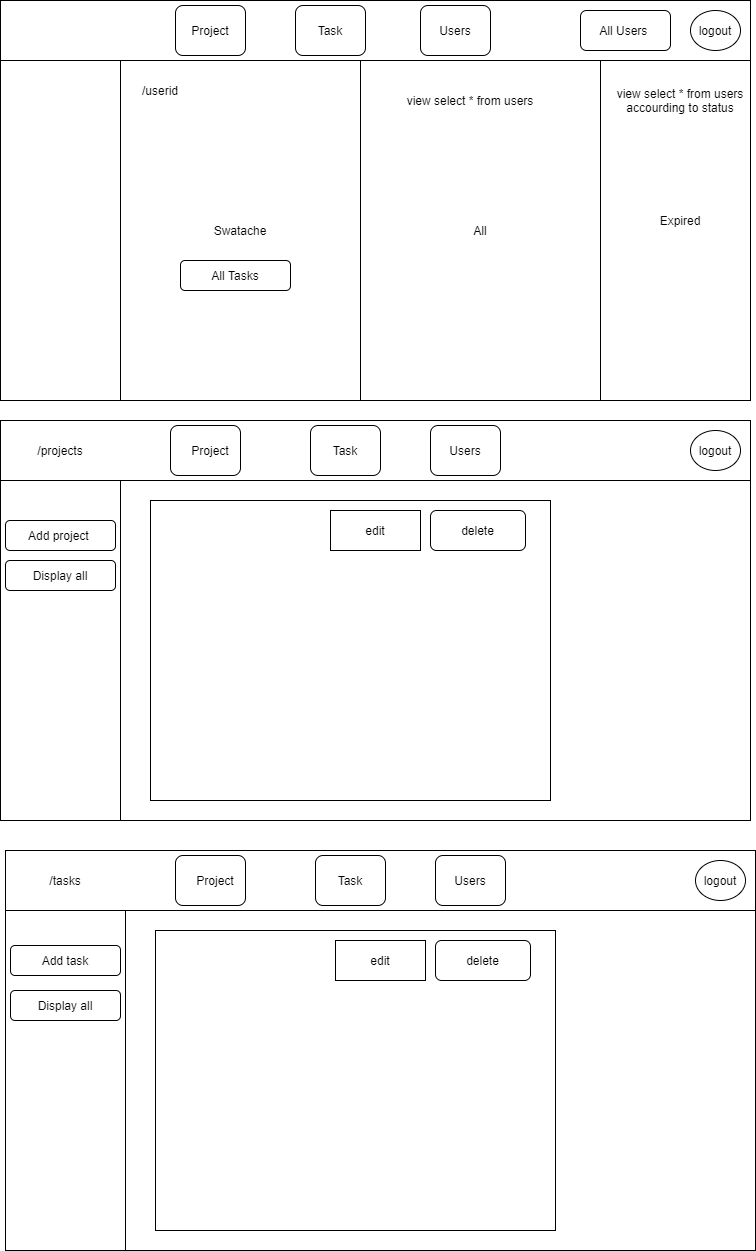 Project
Task
Users
All Users
logout
/userid
view select * from users
view select * from users
accourding to status
Swatache
All
Expired
All Tasks
/projects
Project
Task
Users
logout
Add project
Display all
edit
delete
/tasks
Project
Task
Users
logout
Add task
Display all
edit
delete